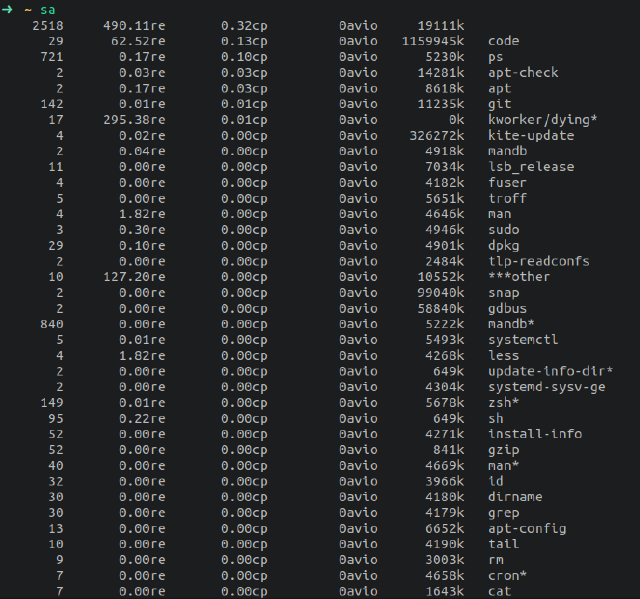 ➜  ~ sa
2518     490.11re       0.32cp         0avio     19111k
29      62.52re       0.13cp         0avio   1159945k   code
721       0.17re       0.10cp         0avio      5230k   ps
2       0.03re       0.03cp         0avio     14281k   apt-check
2       0.17re       0.03cp         0avio      8618k   apt
142       0.01re       0.01cp         0avio     11235k   git
17     295.38re       0.01cp         0avio         0k   kworker/dying*
4       0.02re       0.00cp         0avio    326272k   kite-update
2       0.04re       0.00cp         0avio      4918k   mandb
11       0.00re       0.00cp         0avio      7034k   lsb_release
4       0.00re       0.00cp         0avio      4182k   fuser
5       0.00re       0.00cp         0avio      5651k   troff
4       1.82re       0.00cp         0avio      4646k   man
3       0.30re       0.00cp         0avio      4946k   sudo
29       0.10re       0.00cp         0avio      4901k   dpkg
2       0.00re       0.00cp         0avio      2484k   tlp-readconfs
10     127.20re       0.00cp         0avio     10552k   ***other
2       0.00re       0.00cp         0avio     99040k   snap
2       0.00re       0.00cp         0avio     58840k   gdbus
840       0.00re       0.00cp         0avio      5222k   mandb*
5       0.01re       0.00cp         0avio      5493k   systemctl
4       1.82re       0.00cp         0avio      4268k   less
2       0.00re       0.00cp         0avio       649k   update-info-dir*
2       0.00re       0.00cp         0avio      4304k   systemd-sysv-ge
149       0.01re       0.00cp         0avio      5678k   zsh*
95       0.22re       0.00cp         0avio       649k   sh
52       0.00re       0.00cp         0avio      4271k   install-info
52       0.00re       0.00cp         0avio       841k   gzip
40       0.00re       0.00cp         0avio      4669k   man*
32       0.00re       0.00cp         0avio      3966k   id
30       0.00re       0.00cp         0avio      4180k   dirname
30       0.00re       0.00cp         0avio      4179k   grep
13       0.00re       0.00cp         0avio      6652k   apt-config
10       0.00re       0.00cp         0avio      4190k   tail
9       0.00re       0.00cp         0avio      3003k   rm
7       0.00re       0.00cp         0avio      4658k   cron*
7       0.00re       0.00cp         0avio      1643k   cat